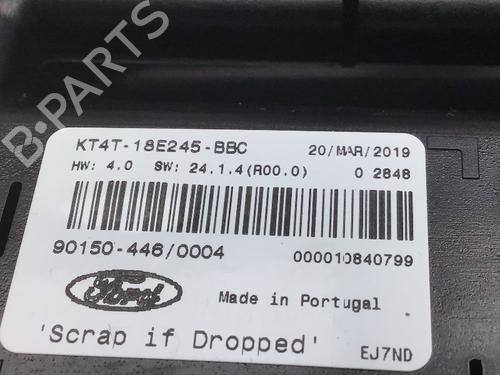 B-PARTS
KT4T-18E245-BBC 20/MAR/2019
HW: 4.0 SW: 24.1.4(R00.0) 0 2848
90150-446/0004 000010840799
Ford Made in Portugal
'Scrap if Dropped' EJ7ND